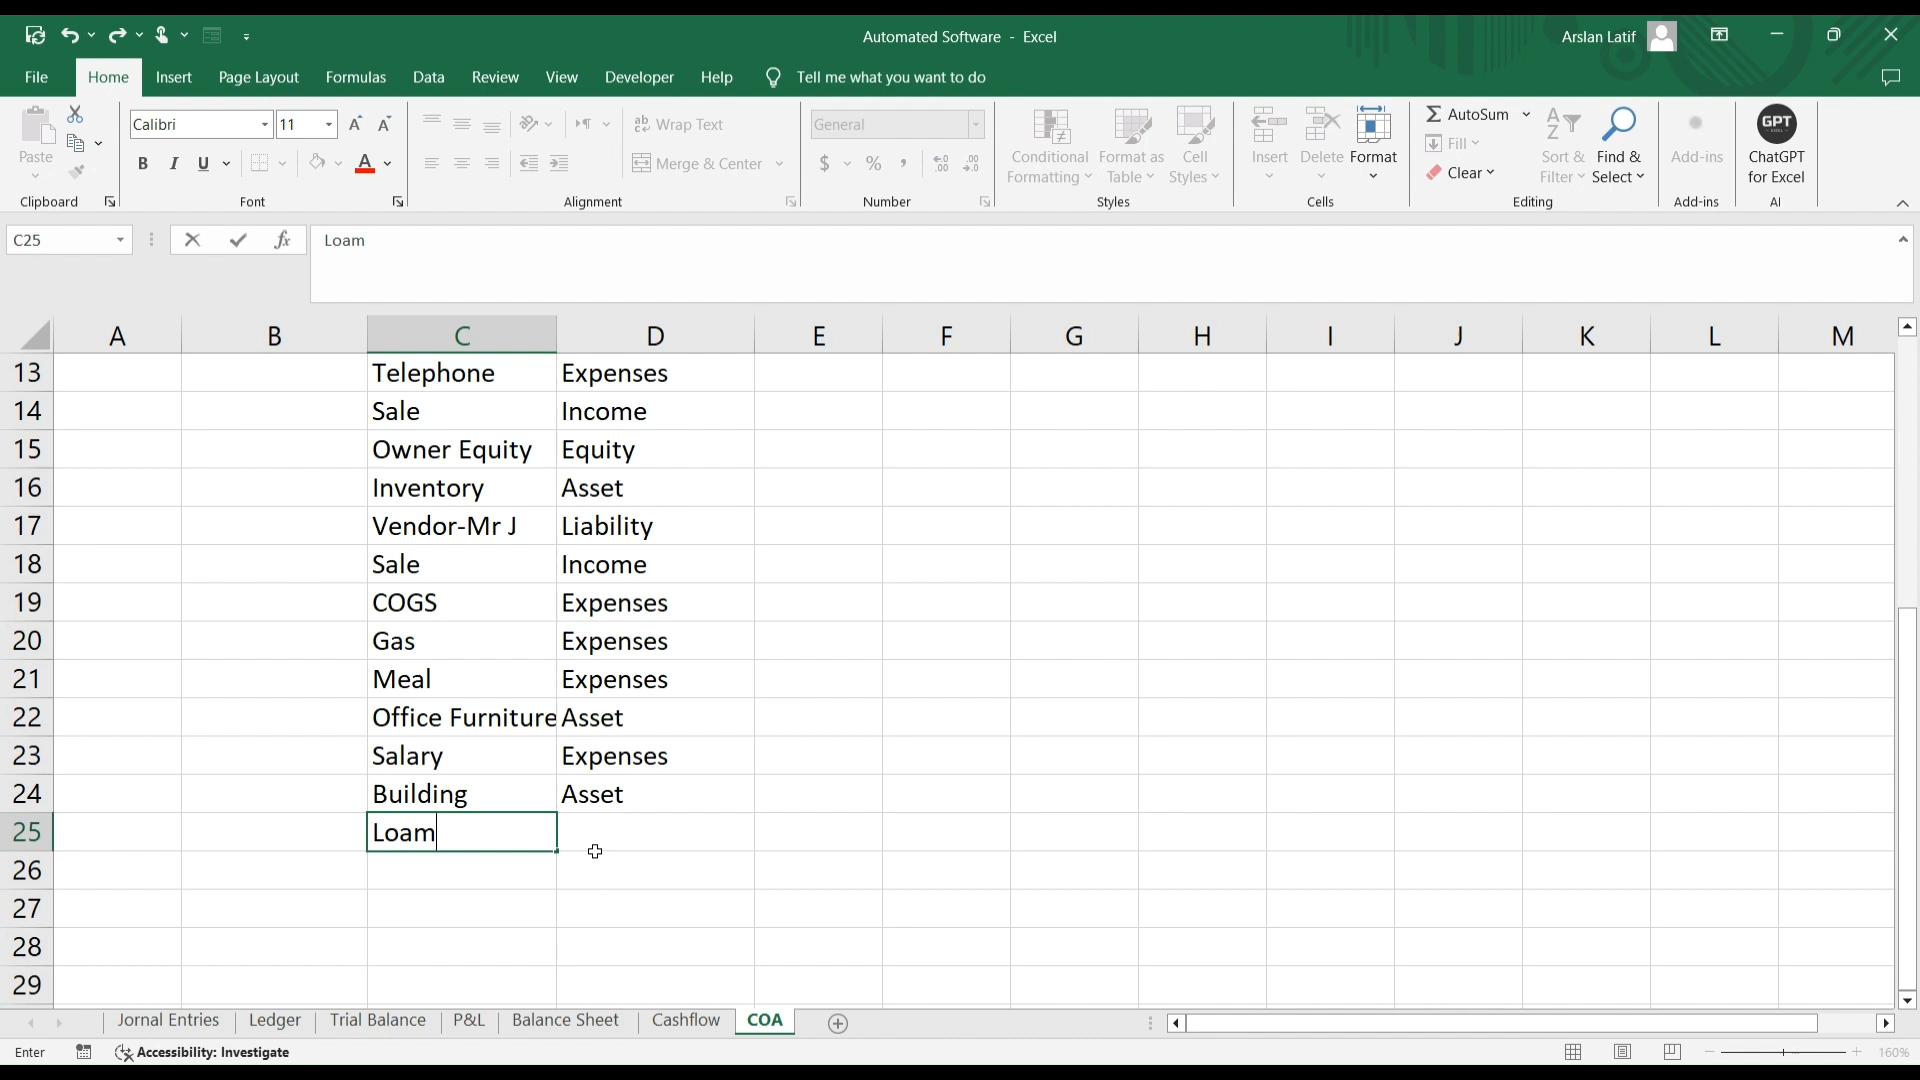 Automated Software - Excel
Arslan Latif
File Home Insert Page Layout Formulas Data Review View Developer Help Tell me what you want to do
Paste
Calibri 11
B I U A
Wrap Text
Merge & Center
General
$ % ,
Conditional Formatting
Format as Table
Cell Styles
Insert
Delete
Format
AutoSum
Fill
Clear
Sort & Filter
Find & Select
Add-ins
GPT
ChatGPT for Excel
Clipboard Font Alignment Number Styles Cells Editing Add-ins AI
C25 fx Loam
A B C D E F G H I J K L M
13 Telephone Expenses
14 Sale Income
15 Owner Equity Equity
16 Inventory Asset
17 Vendor-Mr J Liability
18 Sale Income
19 COGS Expenses
20 Gas Expenses
21 Meal Expenses
22 Office Furniture Asset
23 Salary Expenses
24 Building Asset
25 Loam
26
27
28
29
Jornal Entries Ledger Trial Balance P&L Balance Sheet Cashflow COA
Enter Accessibility: Investigate 160%